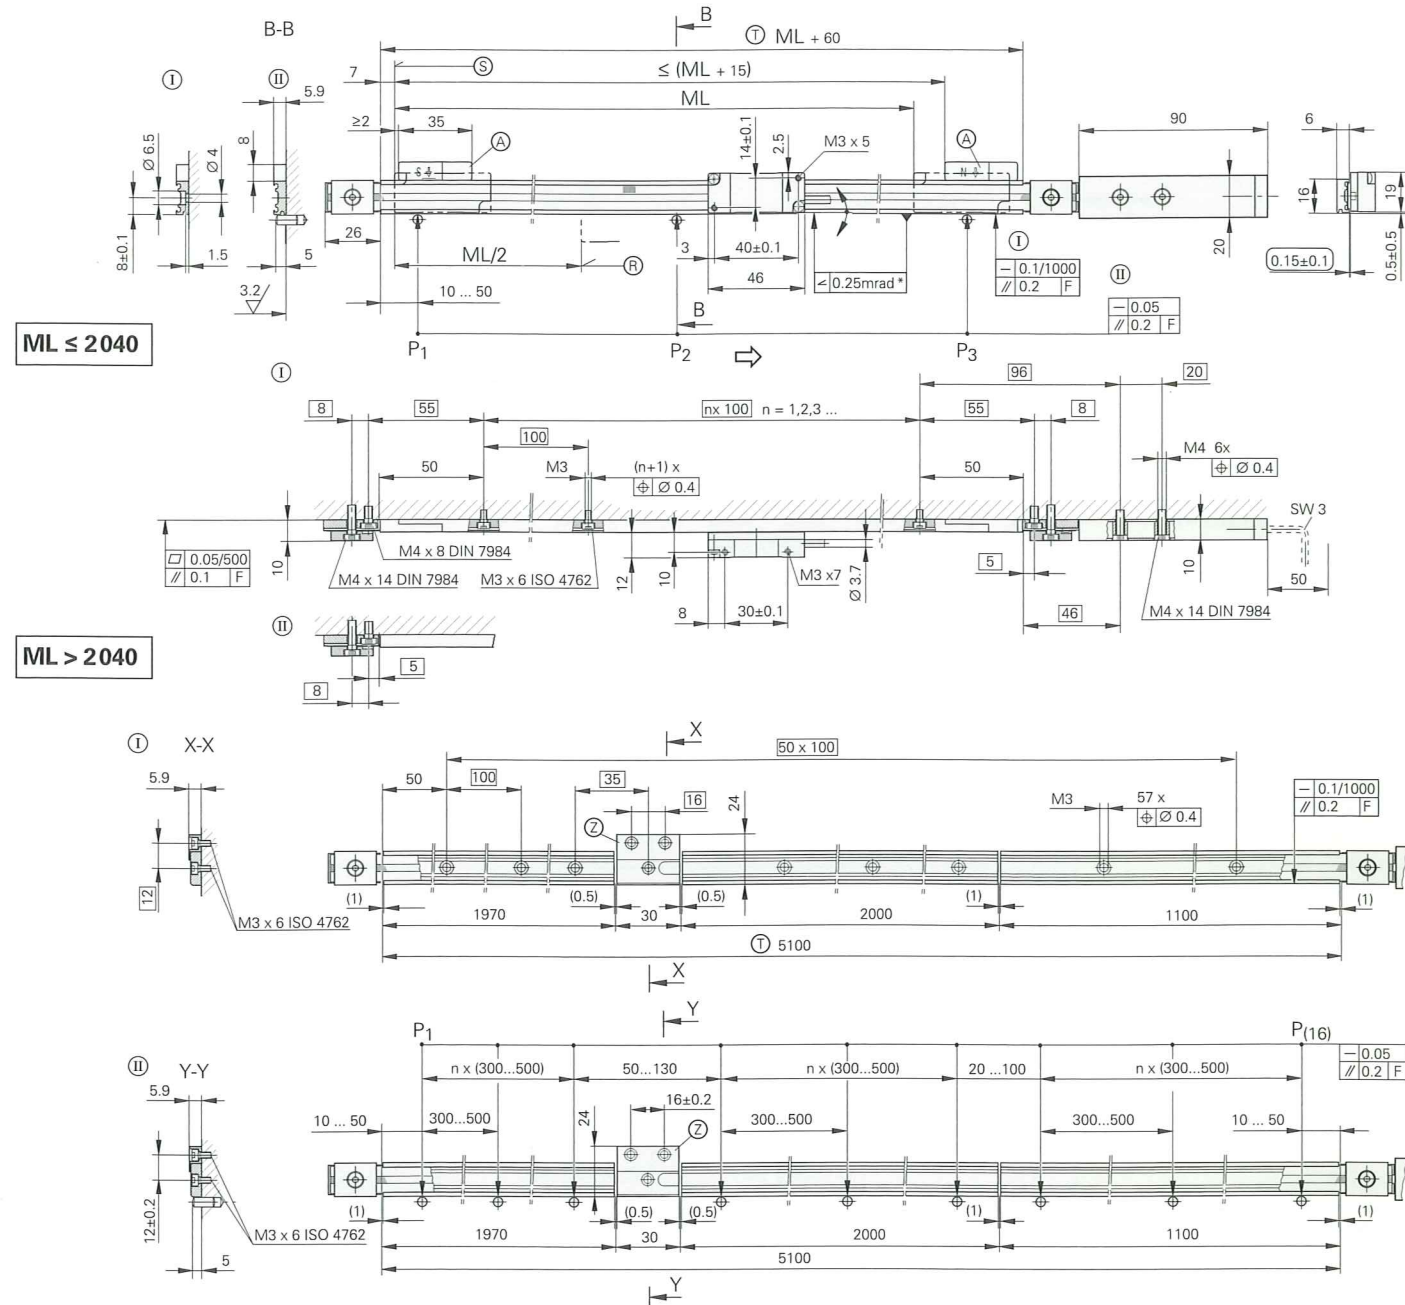 B-B
B
Ⓣ ML + 60
7
Ⓢ
≤ (ML + 15)
ML
Ⓘ
Ⅱ
5.9
8
≥2
35
Ⓐ
14±0.1
2.5
M3 x 5
Ⓐ
90
6
Ø 6.5
Ø 4
S
N
16
19
8±0.1
1.5
5
26
ML/2
Ⓡ
3
40±0.1
46
0.25mrad *
Ⓘ
— 0.1/1000
// 0.2 F
Ⅱ
20
0.15±0.1
0.5±0.5
3.2
10 ... 50
B
— 0.05
// 0.2 F
ML ≤ 2040
P1
P2
⇨
P3
Ⓘ
96
20
8
55
nx 100 n = 1,2,3 ...
55
8
100
50
M3
(n+1) x
⌖ Ø 0.4
50
M4 6x
⌖ Ø 0.4
SW 3
⏥ 0.05/500
// 0.1 F
10
M4 x 8 DIN 7984
M4 x 14 DIN 7984
M3 x 6 ISO 4762
12
10
M3 x7
Ø 3.7
5
10
50
8
30±0.1
46
M4 x 14 DIN 7984
Ⅱ
ML > 2040
5
8
Ⓘ
X-X
X
50 x 100
5.9
50
100
35
16
24
M3
57 x
⌖ Ø 0.4
— 0.1/1000
// 0.2 F
Ⓩ
12
(1)
(0.5)
(0.5)
(1)
(1)
M3 x 6 ISO 4762
1970
30
2000
1100
Ⓣ 5100
X
Y
P1
P(16)
Ⅱ
Y-Y
n x (300...500)
50...130
n x (300...500)
20 ... 100
n x (300...500)
— 0.05
// 0.2 F
5.9
16±0.2
10 ... 50
300...500
24
Ⓩ
300...500
300...500
10 ... 50
12±0.2
(1)
(0.5)
(0.5)
(1)
(1)
M3 x 6 ISO 4762
1970
30
2000
1100
5
5100
Y